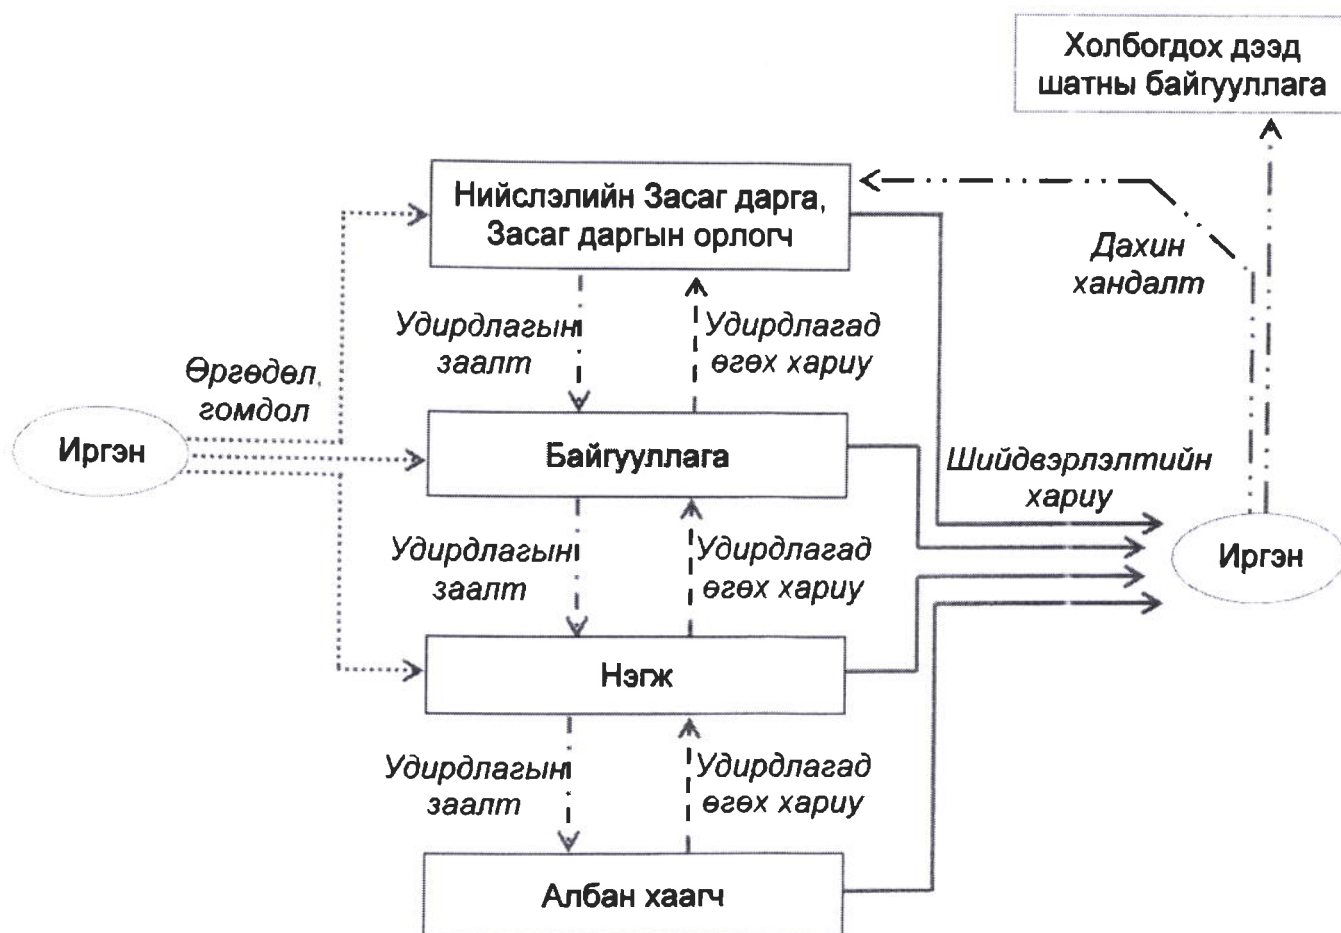 Холбогдох дээд
шатны байгууллага
Нийслэлийн Засаг дарга,
Засаг даргын орлогч
Дахин
хандалт
Удирдлагын
заалт
Удирдлагад
өгөх хариу
Өргөдөл,
гомдол
Иргэн
Байгууллага
Шийдвэрлэлтийн
хариу
Иргэн
Удирдлагын
заалт
Удирдлагад
өгөх хариу
Нэгж
Удирдлагын
заалт
Удирдлагад
өгөх хариу
Албан хаагч